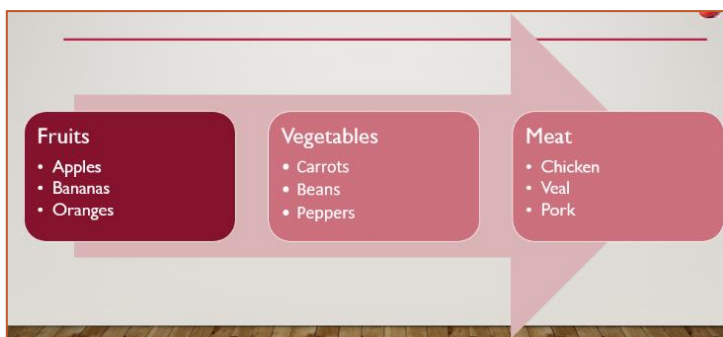 Fruits
• Apples
• Bananas
• Oranges
Vegetables
• Carrots
• Beans
• Peppers
Meat
• Chicken
• Veal
• Pork